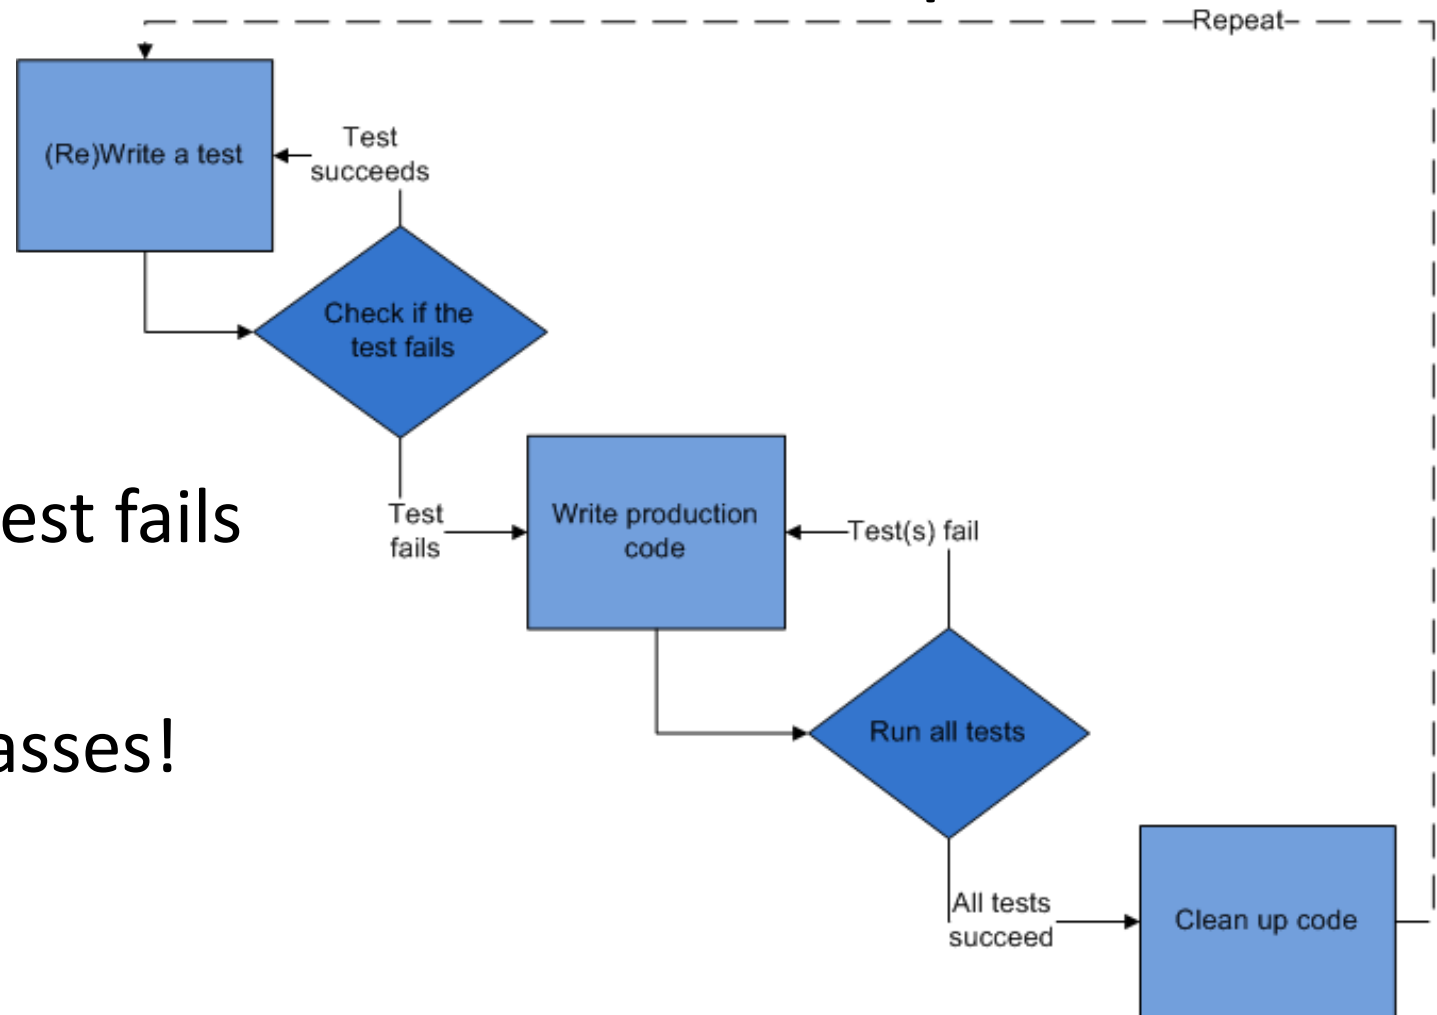 Repeat
Test
succeeds
(Re)Write a test
Check if the
test fails
est fails
Test
fails
Write production
code
Test(s) fail
asses!
Run all tests
All tests
succeed
Clean up code